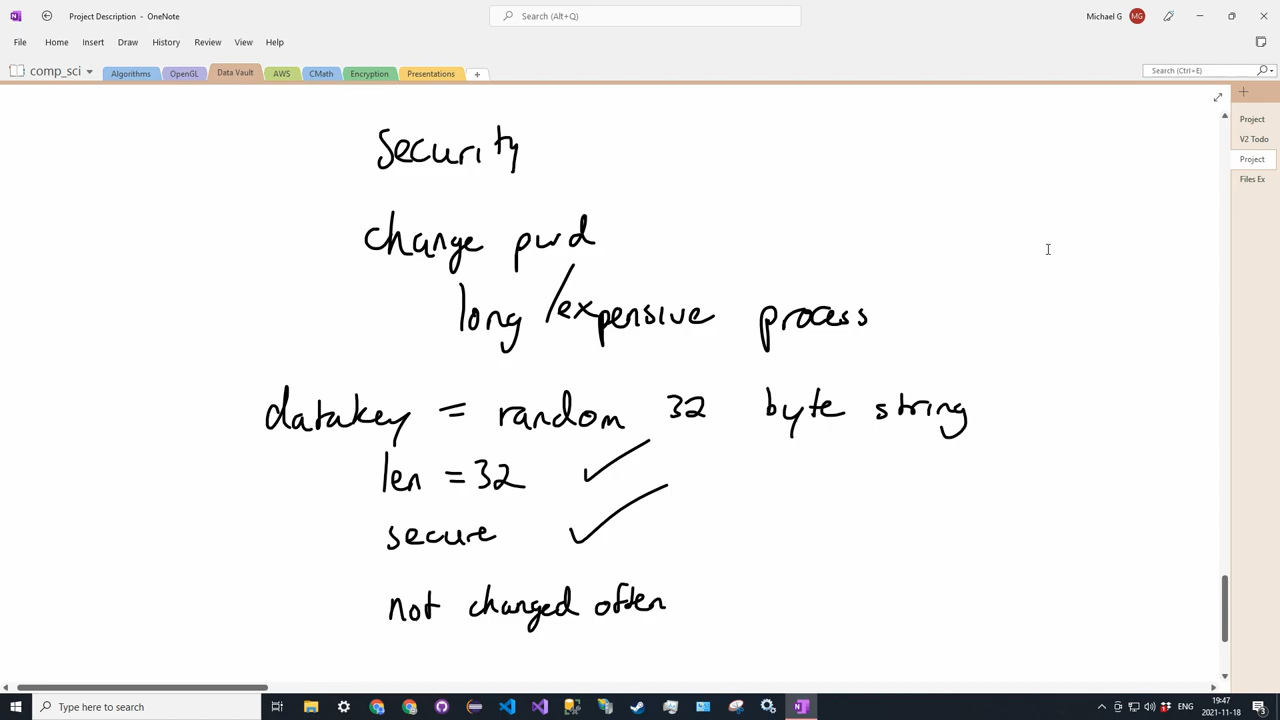 Project Description - OneNote
Search (Alt+Q)
Michael G
MG
File Home Insert Draw History Review View Help
comp_sci
Algorithms OpenGL Data Vault AWS CMath Encryption Presentations +
Search (Ctrl+E)
Project
V2 Todo
Project
Files Ex
Security
change pwd
long / expensive process
datakey = random 32 byte string
len = 32 ✓
secure ✓
not changed often
Type here to search
ENG
19:47
2021-11-18